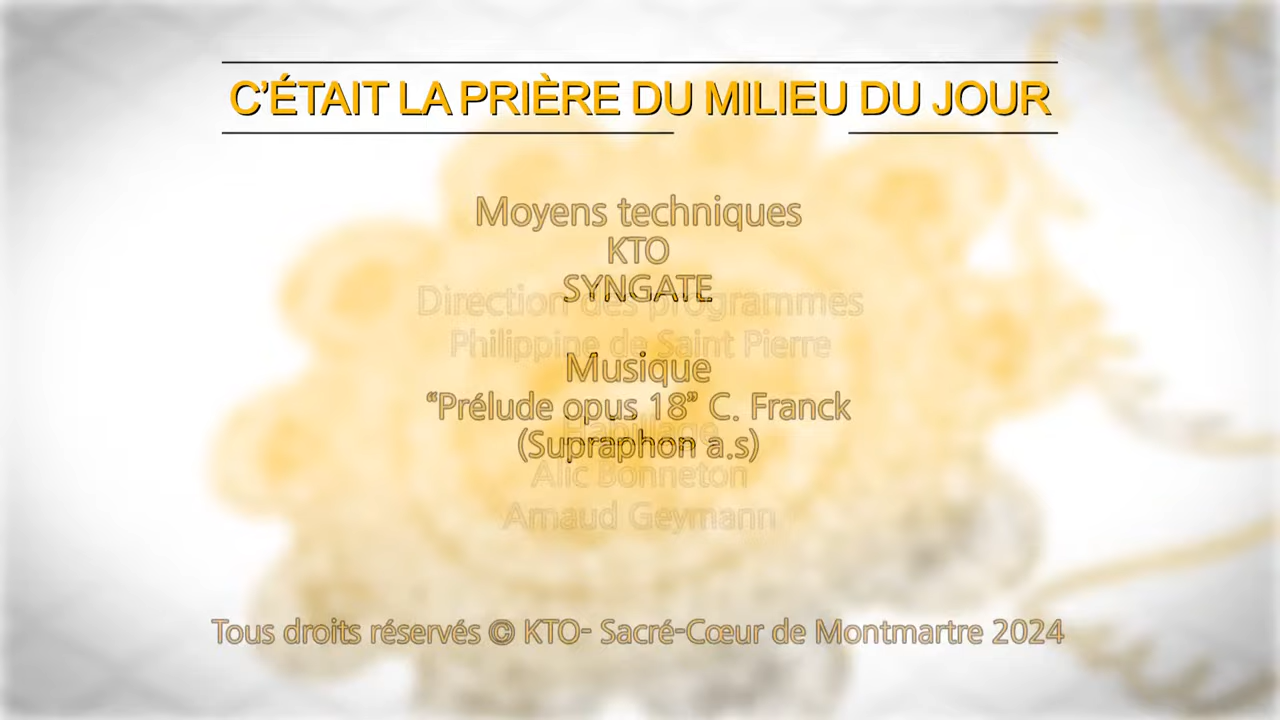 C'ÉTAIT LA PRIÈRE DU MILIEU DU JOUR
Moyens techniques
KTO
SYNGATE
Direction des programmes
Philippine de Saint Pierre
Musique
“Prélude opus 18” C. Franck
(Supraphon a.s)
Alic Bonneton
Arnaud Geymann
Tous droits réservés © KTO- Sacré-Cœur de Montmartre 2024